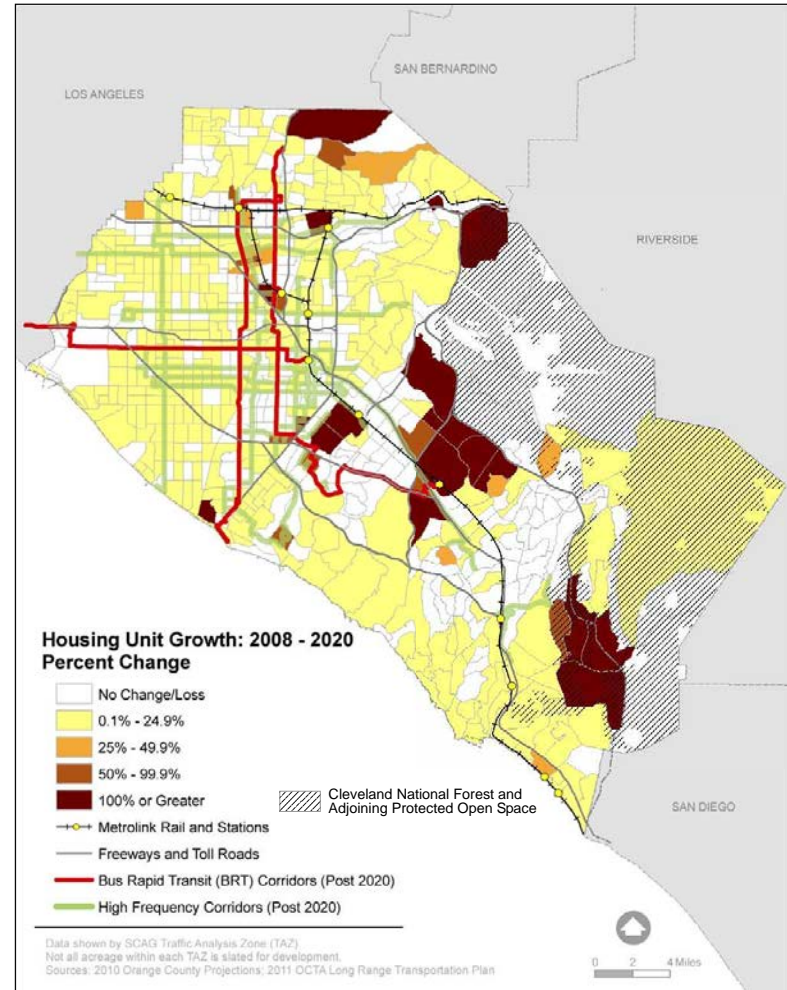 SAN BERNARDINO
LOS ANGELES
RIVERSIDE
Housing Unit Growth: 2008 - 2020
Percent Change
No Change/Loss
0.1% - 24.9%
25% - 49.9%
50% - 99.9%
100% or Greater
Cleveland National Forest and
Adjoining Protected Open Space
SAN DIEGO
Metrolink Rail and Stations
Freeways and Toll Roads
Bus Rapid Transit (BRT) Corridors (Post 2020)
High Frequency Corridors (Post 2020)
Data shown by SCAG Traffic Analysis Zone (TAZ)
Not all acreage within each TAZ is slated for development.
Sources: 2010 Orange County Projections; 2011 OCTA Long Range Transportation Plan
0 2 4 Miles